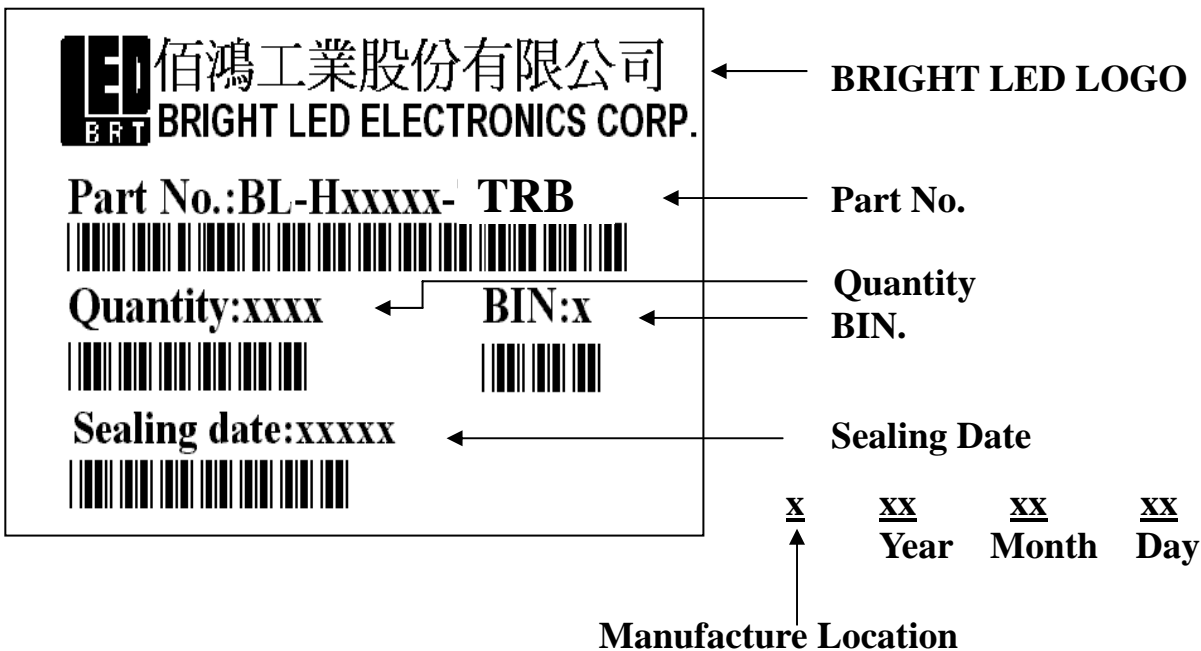 LED 佰鴻工業股份有限公司
BRT BRIGHT LED ELECTRONICS CORP.
BRIGHT LED LOGO
Part No.:BL-Hxxxxx- TRB
Part No.
Quantity:xxxx BIN:x
Quantity
BIN.
Sealing date:xxxxx
Sealing Date
x xx xx xx
Year Month Day
Manufacture Location